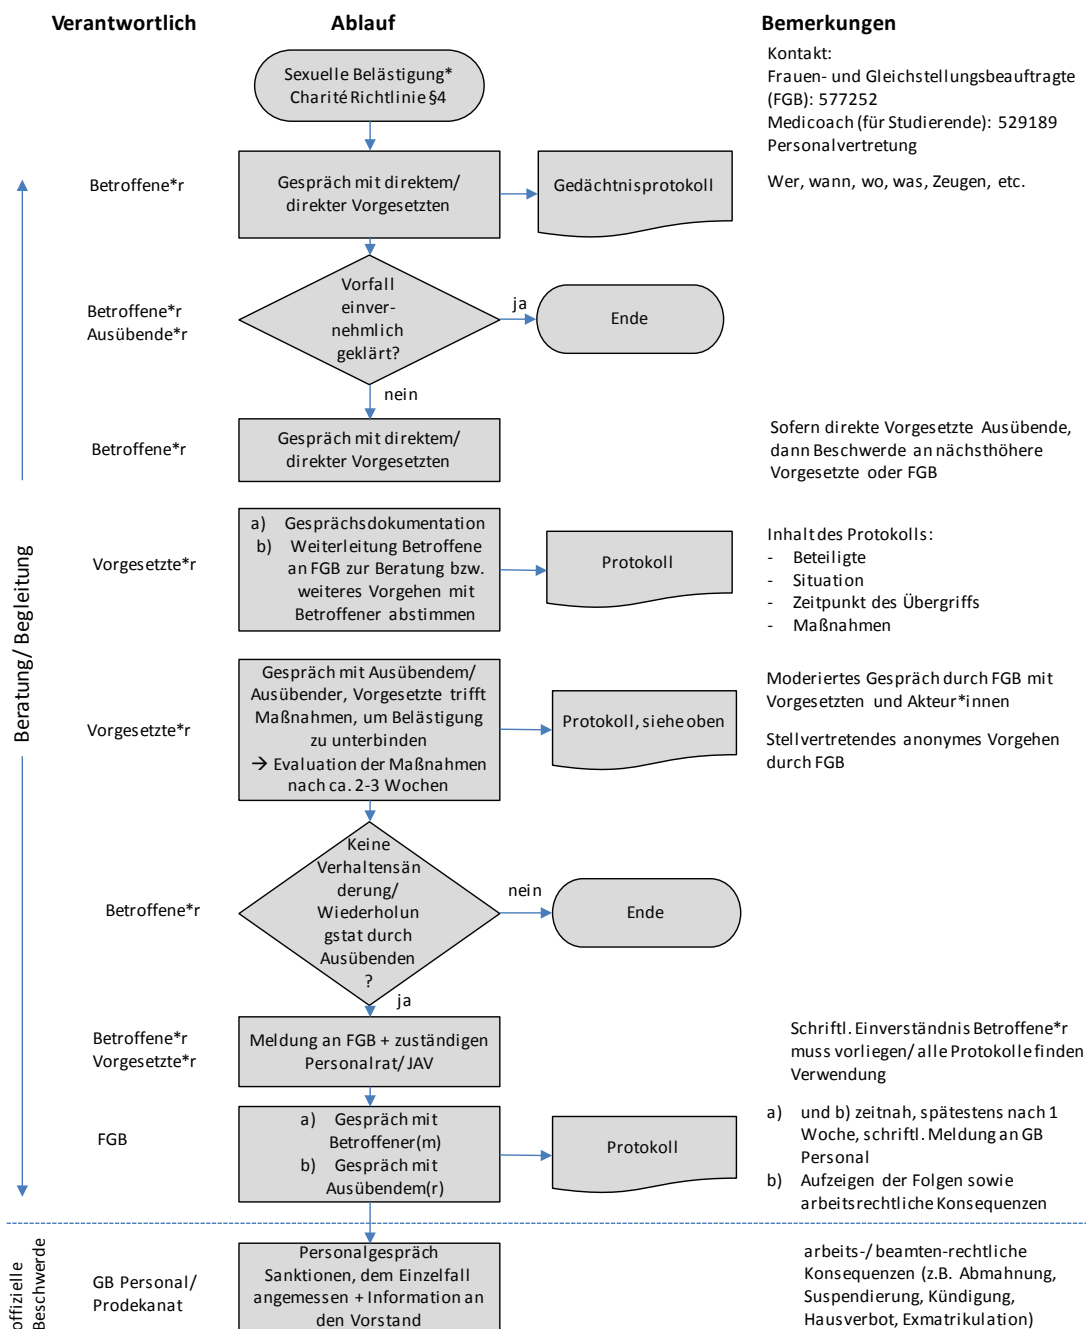 Verantwortlich
Ablauf
Bemerkungen
Sexuelle Belästigung*
Charité Richtlinie §4
Kontakt:
Frauen- und Gleichstellungsbeauftragte
(FGB): 577252
Medicoach (für Studierende): 529189
Personalvertretung
Betroffene*r
Gespräch mit direktem/
direkter Vorgesetzten
Gedächtnisprotokoll
Wer, wann, wo, was, Zeugen, etc.
Betroffene*r
Ausübende*r
Vorfall
einver-
nehmlich
geklärt?
ja
Ende
nein
Betroffene*r
Gespräch mit direktem/
direkter Vorgesetzten
Sofern direkte Vorgesetzte Ausübende,
dann Beschwerde an nächsthöhere
Vorgesetzte oder FGB
Beratung/ Begleitung
Vorgesetzte*r
a) Gesprächsdokumentation
b) Weiterleitung Betroffene
an FGB zur Beratung bzw.
weiteres Vorgehen mit
Betroffener abstimmen
Protokoll
Inhalt des Protokolls:
- Beteiligte
- Situation
- Zeitpunkt des Übergriffs
- Maßnahmen
Vorgesetzte*r
Gespräch mit Ausübendem/
Ausübender, Vorgesetzte trifft
Maßnahmen, um Belästigung
zu unterbinden
→ Evaluation der Maßnahmen
nach ca. 2-3 Wochen
Protokoll, siehe oben
Moderiertes Gespräch durch FGB mit
Vorgesetzten und Akteur*innen
Stellvertretendes anonymes Vorgehen
durch FGB
Betroffene*r
Keine
Verhaltensän
derung/
Wiederholun
gstat durch
Ausübenden
?
nein
Ende
ja
Betroffene*r
Vorgesetzte*r
Meldung an FGB + zuständigen
Personalrat/ JAV
Schriftl. Einverständnis Betroffene*r
muss vorliegen/ alle Protokolle finden
Verwendung
FGB
a) Gespräch mit
Betroffener(m)
b) Gespräch mit
Ausübendem(r)
Protokoll
a) und b) zeitnah, spätestens nach 1
Woche, schriftl. Meldung an GB
Personal
b) Aufzeigen der Folgen sowie
arbeitsrechtliche Konsequenzen
offizielle
Beschwerde
GB Personal/
Prodekanat
Personalgespräch
Sanktionen, dem Einzelfall
angemessen + Information an
den Vorstand
arbeits-/ beamten-rechtliche
Konsequenzen (z.B. Abmahnung,
Suspendierung, Kündigung,
Hausverbot, Exmatrikulation)